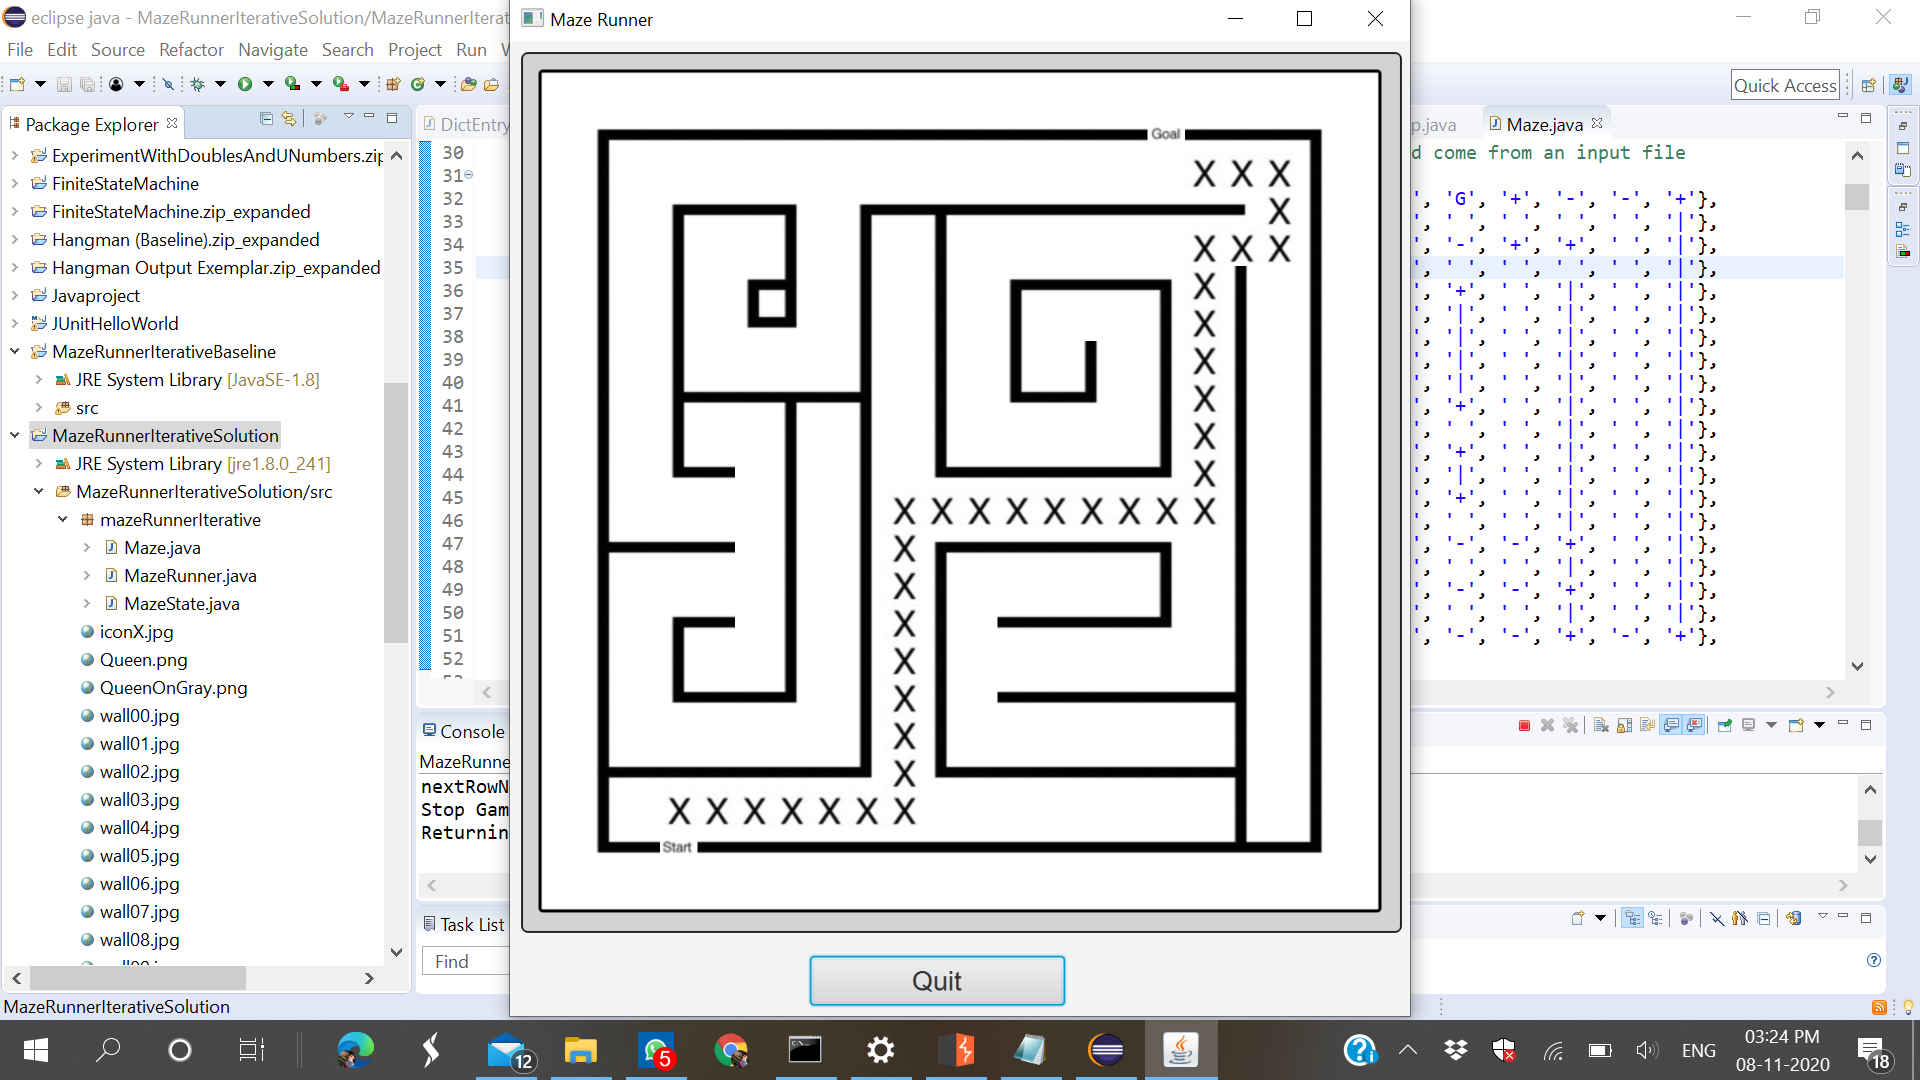 eclipse java - MazeRunnerIterativeSolution/MazeRunnerIterat
Maze Runner
File Edit Source Refactor Navigate Search Project Run
Quick Access
Package Explorer
DictEntry
p.java
Maze.java
ExperimentWithDoublesAndUNumbers.zip
FiniteStateMachine
FiniteStateMachine.zip_expanded
Hangman (Baseline).zip_expanded
Hangman Output Exemplar.zip_expanded
Javaproject
JUnitHelloWorld
MazeRunnerIterativeBaseline
JRE System Library [JavaSE-1.8]
src
MazeRunnerIterativeSolution
JRE System Library [jre1.8.0_241]
MazeRunnerIterativeSolution/src
mazeRunnerIterative
Maze.java
MazeRunner.java
MazeState.java
iconX.jpg
Queen.png
QueenOnGray.png
wall00.jpg
wall01.jpg
wall02.jpg
wall03.jpg
wall04.jpg
wall05.jpg
wall06.jpg
wall07.jpg
wall08.jpg
30
31
32
33
34
35
36
37
38
39
40
41
42
43
44
45
46
47
48
49
50
51
52
Goal
X X X
X
X X X
X
X
X
X
X
X
X X X X X X X X X
X
X
X
X
X
X
X
X X X X X X X
Start
Quit
d come from an input file
', 'G', '+', '-', '-', '+'},
', ' ', ' ', ' ', ' ', '|'},
', '-', '+', '+', ' ', '|'},
', ' ', ' ', ' ', ' ', '|'},
', '+', ' ', '|', ' ', '|'},
', '|', ' ', '|', ' ', '|'},
', '|', ' ', '|', ' ', '|'},
', '|', ' ', '|', ' ', '|'},
', '|', ' ', '|', ' ', '|'},
', '+', ' ', '|', ' ', '|'},
', ' ', ' ', '|', ' ', '|'},
', '+', ' ', '|', ' ', '|'},
', '|', ' ', '|', ' ', '|'},
', '+', ' ', '|', ' ', '|'},
', ' ', ' ', '|', ' ', '|'},
', '-', '-', '+', ' ', '|'},
', ' ', ' ', '|', ' ', '|'},
', '-', '-', '+', ' ', '|'},
', ' ', ' ', '|', ' ', '|'},
', '-', '-', '+', '-', '+'},
Console
MazeRunne
nextRowN
Stop Gam
Returnin
Task List
Find
MazeRunnerIterativeSolution
12
5
ENG
03:24 PM
08-11-2020
18